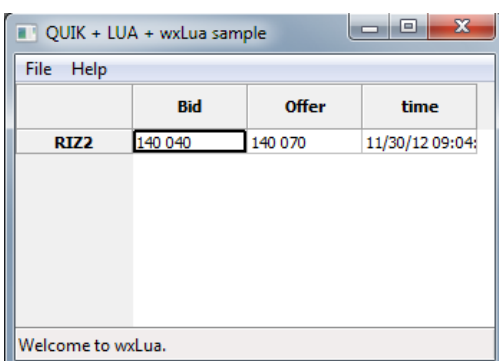 QUIK + LUA + wxLua sample
File Help
Bid Offer time
RIZ2 140 040 140 070 11/30/12 09:04:
Welcome to wxLua.